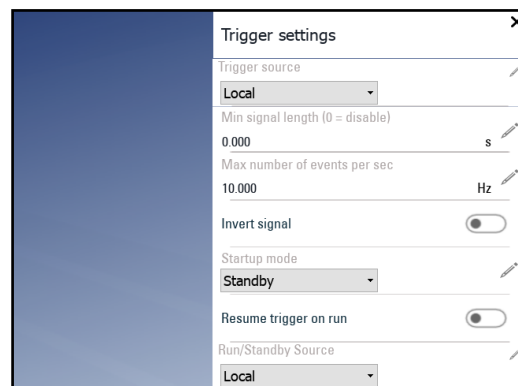 Trigger settings
Trigger source
Local
Min signal length (0 = disable)
0.000 s
Max number of events per sec
10.000 Hz
Invert signal
Startup mode
Standby
Resume trigger on run
Run/Standby Source
Local